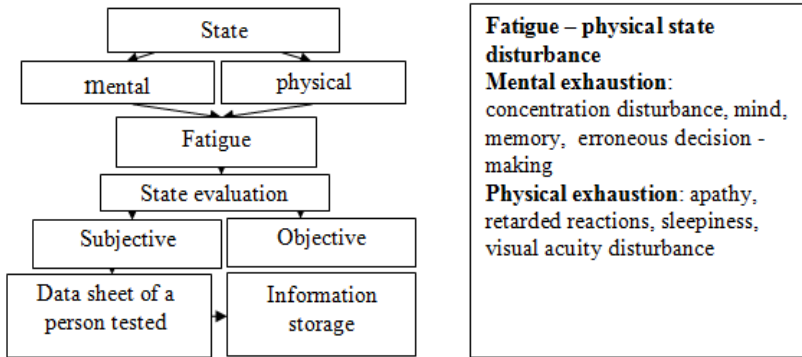 State
mental
physical
Fatigue
State evaluation
Subjective
Objective
Data sheet of a
person tested
Information
storage
Fatigue – physical state
disturbance
Mental exhaustion:
concentration disturbance, mind,
memory, erroneous decision -
making
Physical exhaustion: apathy,
retarded reactions, sleepiness,
visual acuity disturbance